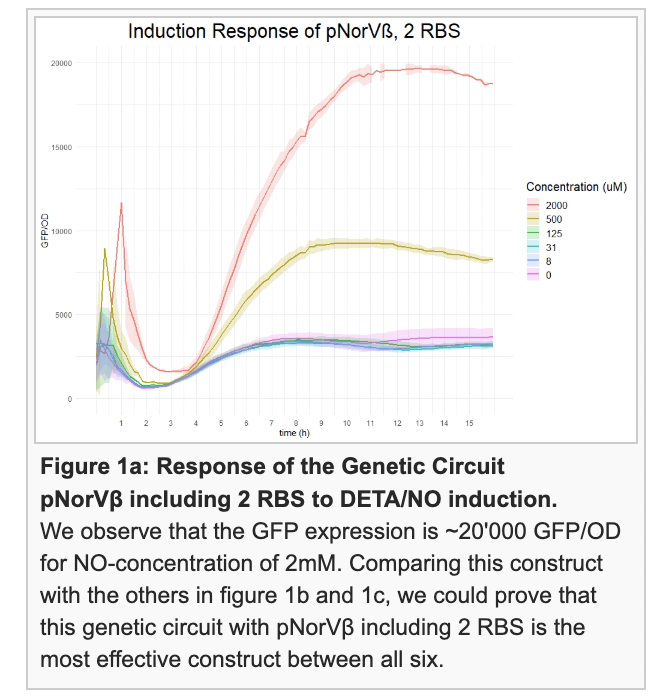 Induction Response of pNorVß, 2 RBS
20000
15000
10000
5000
0
GFP/OD
1 2 3 4 5 6 7 8 9 10 11 12 13 14 15
time (h)
Concentration (uM)
2000
500
125
31
8
0
Figure 1a: Response of the Genetic Circuit
pNorVβ including 2 RBS to DETA/NO induction.
We observe that the GFP expression is ~20'000 GFP/OD
for NO-concentration of 2mM. Comparing this construct
with the others in figure 1b and 1c, we could prove that
this genetic circuit with pNorVβ including 2 RBS is the
most effective construct between all six.